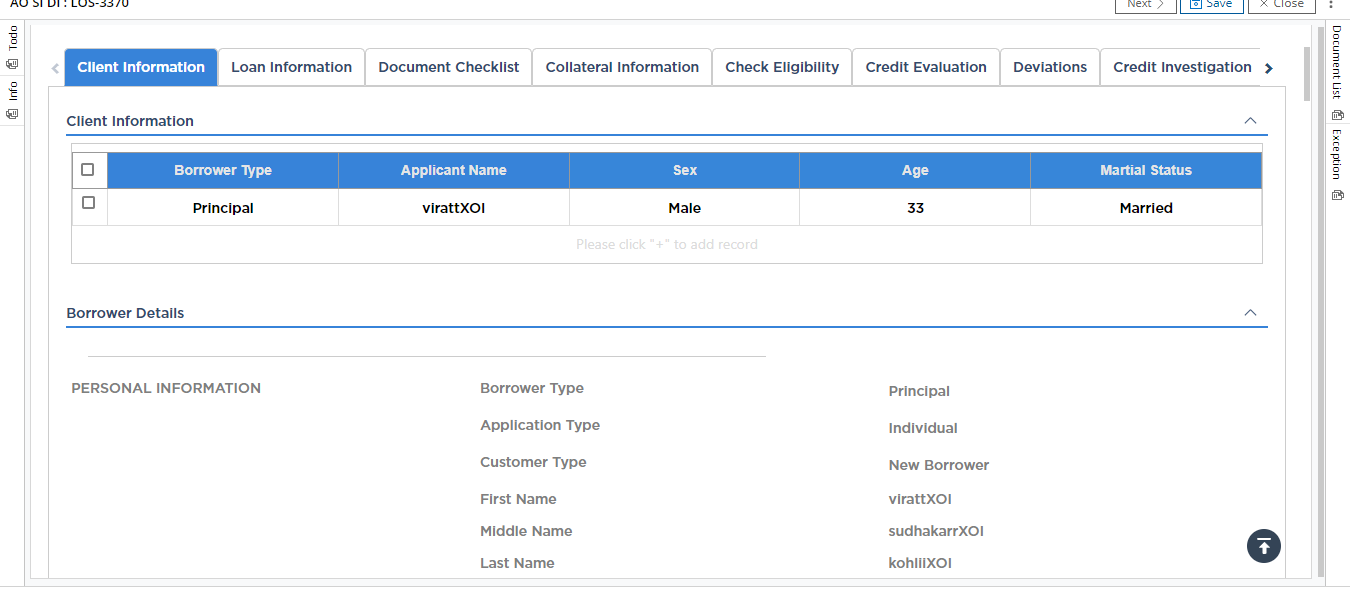 AO SI DI : LOS-3370
Next Save Close
Todo
Info
Document List
Exception
Client Information Loan Information Document Checklist Collateral Information Check Eligibility Credit Evaluation Deviations Credit Investigation
Client Information
Borrower Type Applicant Name Sex Age Martial Status
Principal virattXOI Male 33 Married
Please click "+" to add record
Borrower Details
PERSONAL INFORMATION
Borrower Type Principal
Application Type Individual
Customer Type New Borrower
First Name virattXOI
Middle Name sudhakarrXOI
Last Name kohliiXOI